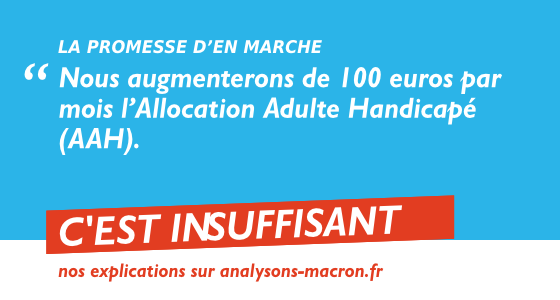 LA PROMESSE D’EN MARCHE
“ Nous augmenterons de 100 euros par
mois l’Allocation Adulte Handicapé
(AAH).
C'EST INSUFFISANT
nos explications sur analysons-macron.fr